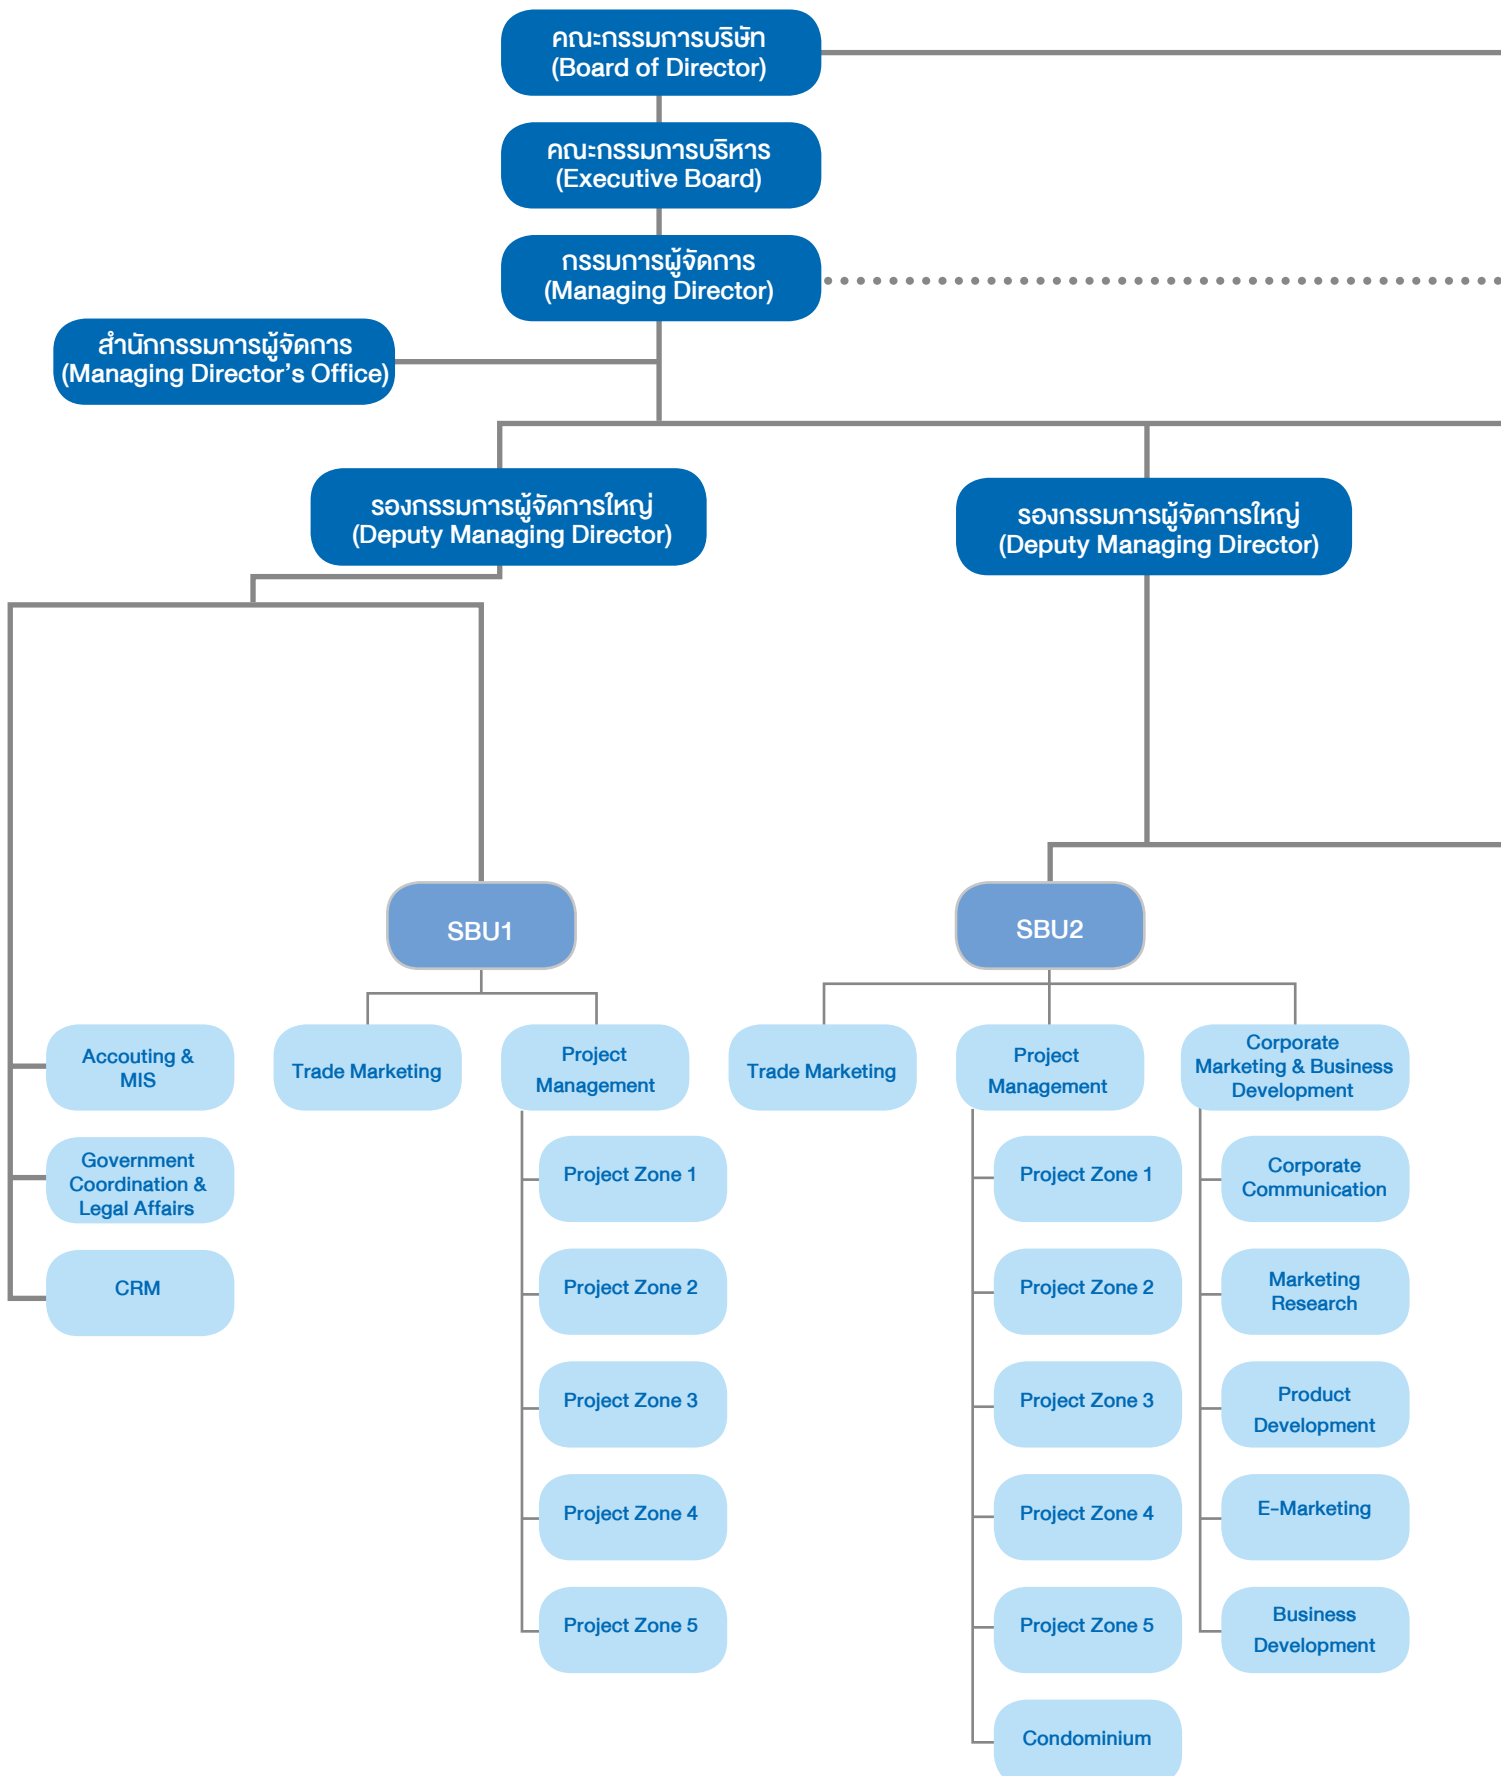 คณะกรรมการบริษัท
(Board of Director)
คณะกรรมการบริหาร
(Executive Board)
กรรมการผู้จัดการ
(Managing Director)
สำนักกรรมการผู้จัดการ
(Managing Director's Office)
รองกรรมการผู้จัดการใหญ่
(Deputy Managing Director)
รองกรรมการผู้จัดการใหญ่
(Deputy Managing Director)
SBU1
SBU2
Accouting &
MIS
Government
Coordination &
Legal Affairs
CRM
Trade Marketing
Project
Management
Project Zone 1
Project Zone 2
Project Zone 3
Project Zone 4
Project Zone 5
Trade Marketing
Project
Management
Project Zone 1
Project Zone 2
Project Zone 3
Project Zone 4
Project Zone 5
Condominium
Corporate
Marketing & Business
Development
Corporate
Communication
Marketing
Research
Product
Development
E-Marketing
Business
Development